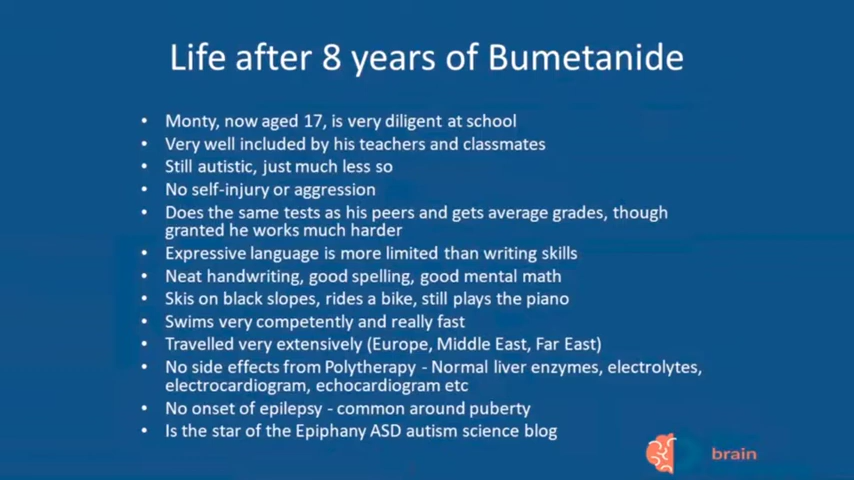 Life after 8 years of Bumetanide
• Monty, now aged 17, is very diligent at school
• Very well included by his teachers and classmates
• Still autistic, just much less so
• No self-injury or aggression
• Does the same tests as his peers and gets average grades, though
granted he works much harder
• Expressive language is more limited than writing skills
• Neat handwriting, good spelling, good mental math
• Skis on black slopes, rides a bike, still plays the piano
• Swims very competently and really fast
• Travelled very extensively (Europe, Middle East, Far East)
• No side effects from Polytherapy - Normal liver enzymes, electrolytes,
electrocardiogram, echocardiogram etc
• No onset of epilepsy - common around puberty
• Is the star of the Epiphany ASD autism science blog
brain